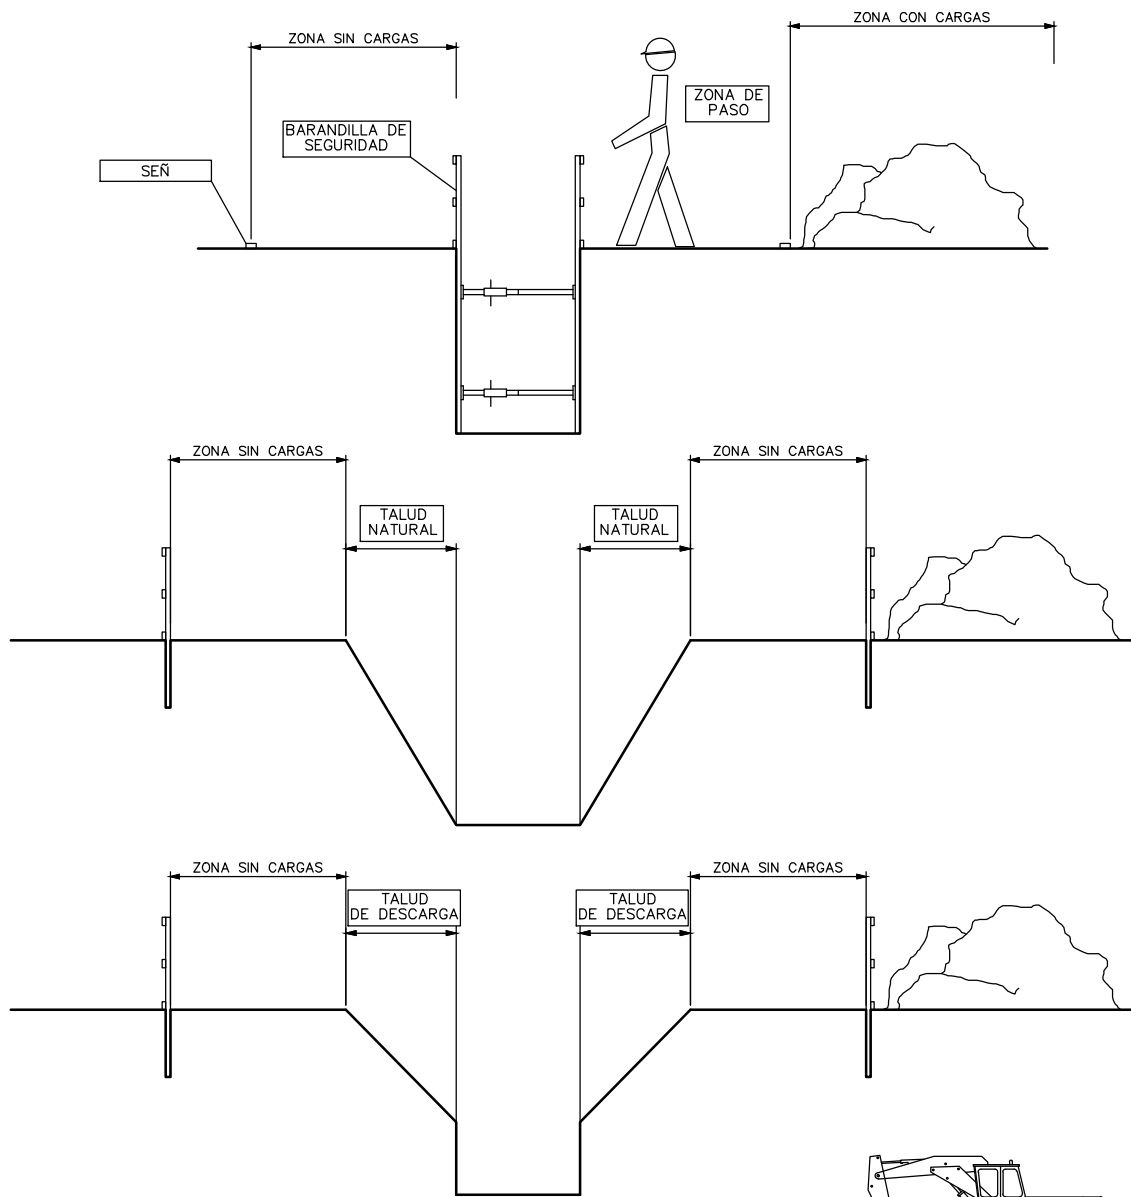 ZONA CON CARGAS
ZONA SIN CARGAS
ZONA DE
PASO
BARANDILLA DE
SEGURIDAD
SEÑ
ZONA SIN CARGAS
ZONA SIN CARGAS
TALUD
NATURAL
TALUD
NATURAL
ZONA SIN CARGAS
ZONA SIN CARGAS
TALUD
DE DESCARGA
TALUD
DE DESCARGA